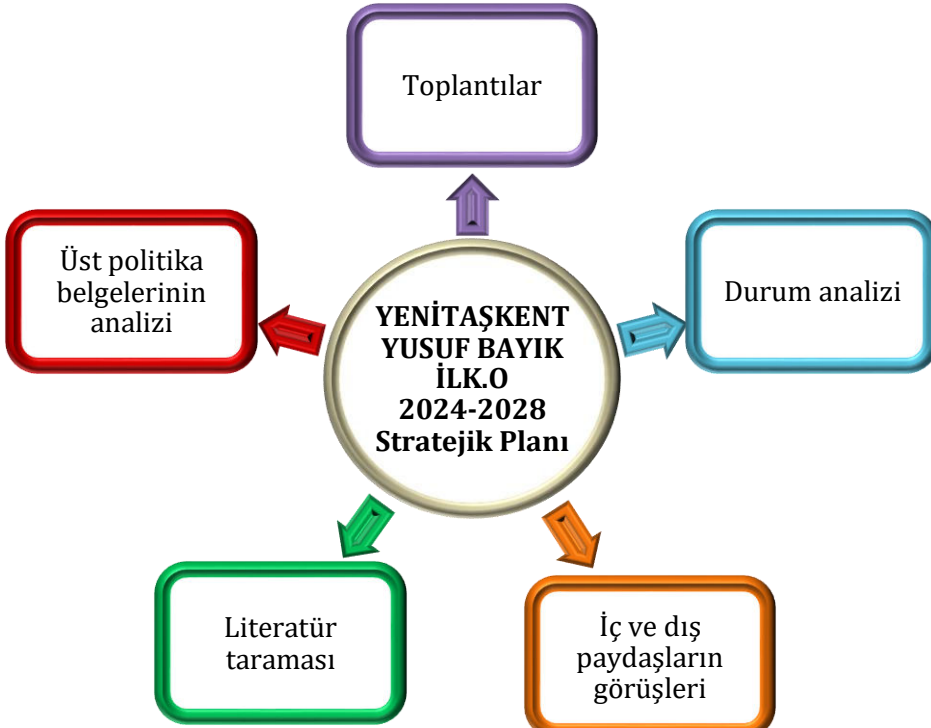 Toplantılar
Üst politika
belgelerinin
analizi
Durum analizi
YENİTAŞKENT
YUSUF BAYIK
İLK.O
2024-2028
Stratejik Planı
Literatür
taraması
İç ve dış
paydaşların
görüşleri